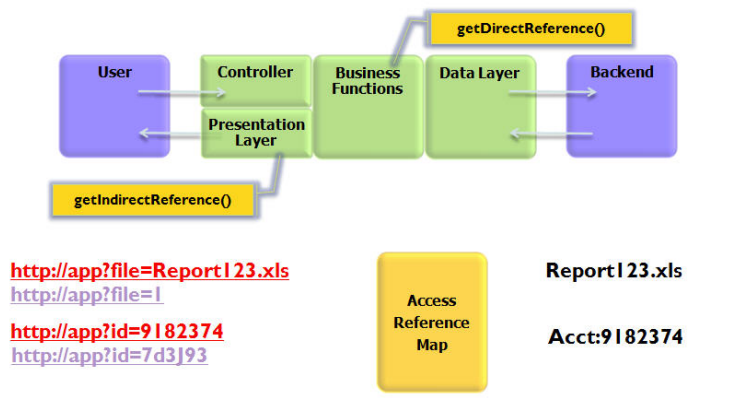 getDirectReference()
User
Controller
Business
Functions
Data Layer
Backend
Presentation
Layer
getIndirectReference()
http://app?file=Report123.xls
http://app?file=1
http://app?id=9182374
http://app?id=7d3J93
Access
Reference
Map
Report123.xls
Acct:9182374